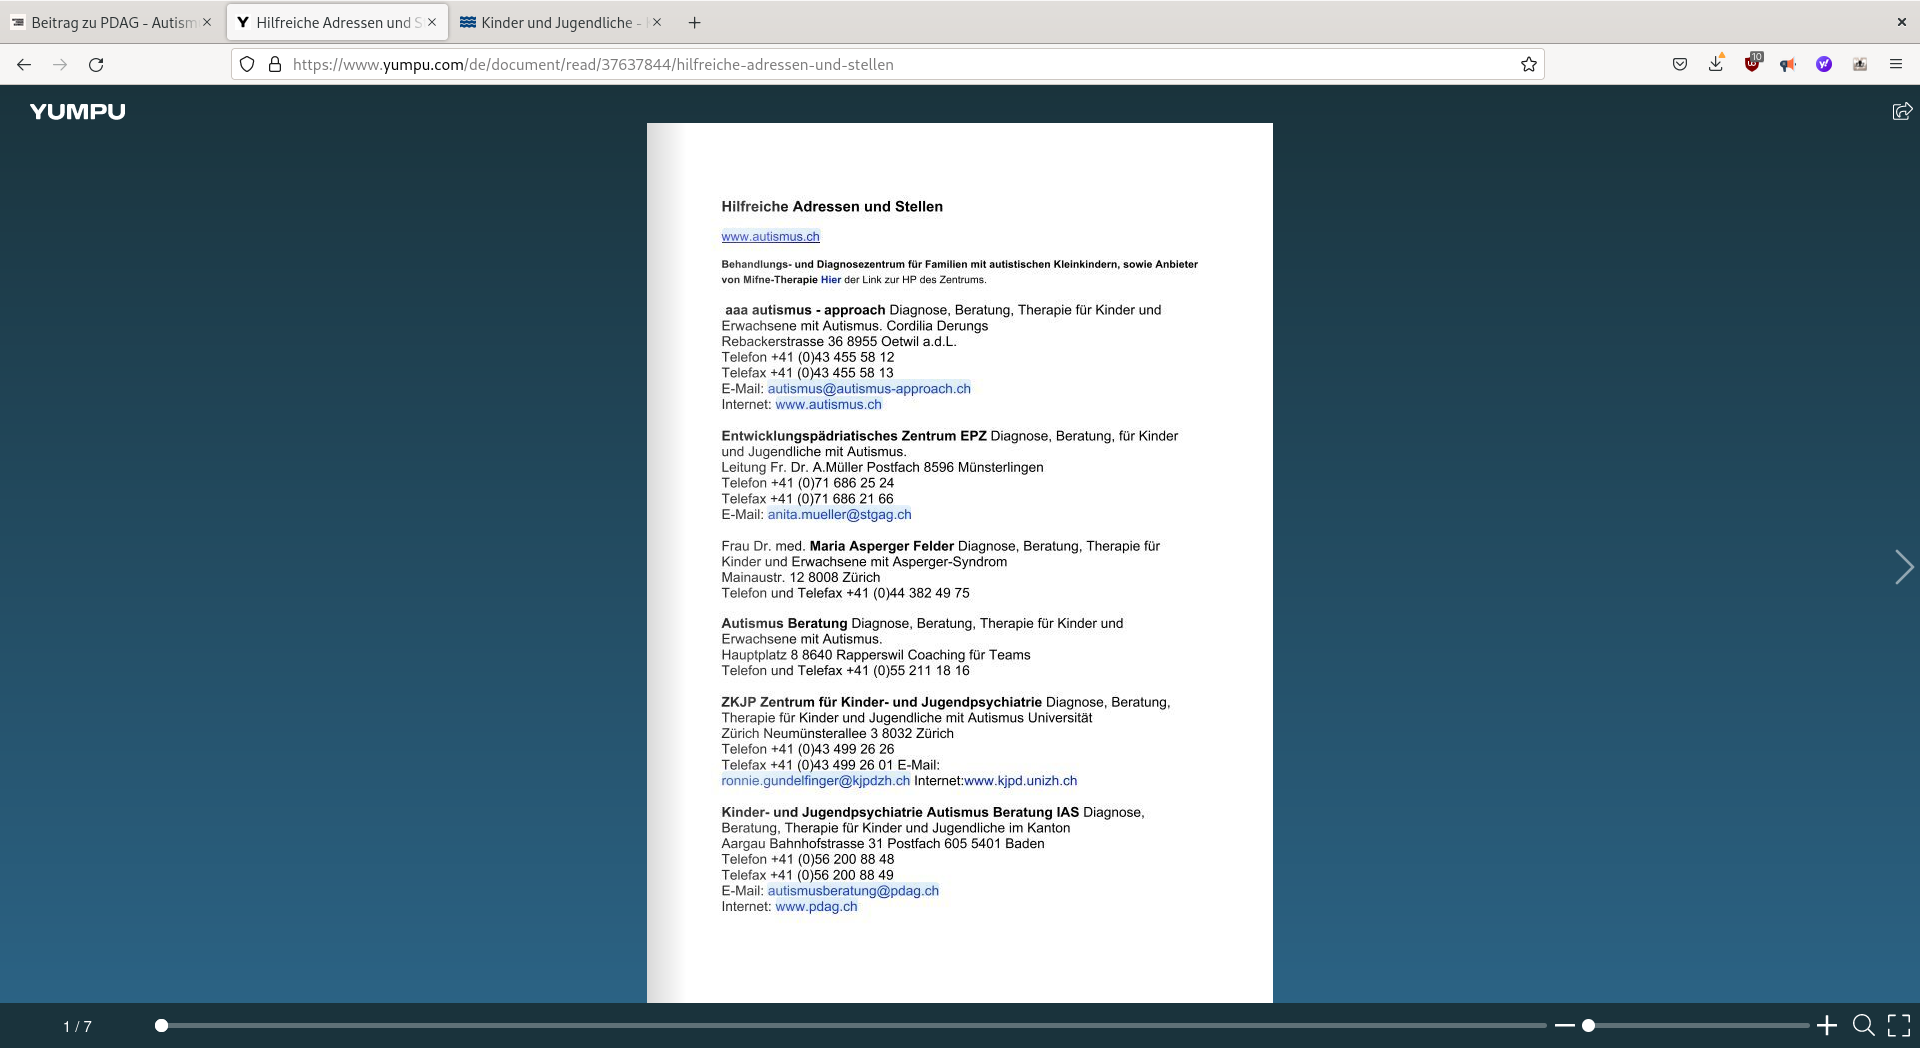 Beitrag zu PDAG - Autism
Hilfreiche Adressen und S
Kinder und Jugendliche -
https://www.yumpu.com/de/document/read/37637844/hilfreiche-adressen-und-stellen
10
YUMPU
Hilfreiche Adressen und Stellen
www.autismus.ch
Behandlungs- und Diagnosezentrum für Familien mit autistischen Kleinkindern, sowie Anbieter
von Mifne-Therapie Hier der Link zur HP des Zentrums.
aaa autismus - approach Diagnose, Beratung, Therapie für Kinder und
Erwachsene mit Autismus. Cordilia Derungs
Rebackerstrasse 36 8955 Oetwil a.d.L.
Telefon +41 (0)43 455 58 12
Telefax +41 (0)43 455 58 13
E-Mail: autismus@autismus-approach.ch
Internet: www.autismus.ch
Entwicklungspädriatisches Zentrum EPZ Diagnose, Beratung, für Kinder
und Jugendliche mit Autismus.
Leitung Fr. Dr. A.Müller Postfach 8596 Münsterlingen
Telefon +41 (0)71 686 25 24
Telefax +41 (0)71 686 21 66
E-Mail: anita.mueller@stgag.ch
Frau Dr. med. Maria Asperger Felder Diagnose, Beratung, Therapie für
Kinder und Erwachsene mit Asperger-Syndrom
Mainaustr. 12 8008 Zürich
Telefon und Telefax +41 (0)44 382 49 75
Autismus Beratung Diagnose, Beratung, Therapie für Kinder und
Erwachsene mit Autismus.
Hauptplatz 8 8640 Rapperswil Coaching für Teams
Telefon und Telefax +41 (0)55 211 18 16
ZKJP Zentrum für Kinder- und Jugendpsychiatrie Diagnose, Beratung,
Therapie für Kinder und Jugendliche mit Autismus Universität
Zürich Neumünsterallee 3 8032 Zürich
Telefon +41 (0)43 499 26 26
Telefax +41 (0)43 499 26 01 E-Mail:
ronnie.gundelfinger@kjpdzh.ch Internet:www.kjpd.unizh.ch
Kinder- und Jugendpsychiatrie Autismus Beratung IAS Diagnose,
Beratung, Therapie für Kinder und Jugendliche im Kanton
Aargau Bahnhofstrasse 31 Postfach 605 5401 Baden
Telefon +41 (0)56 200 88 48
Telefax +41 (0)56 200 88 49
E-Mail: autismusberatung@pdag.ch
Internet: www.pdag.ch
1 / 7